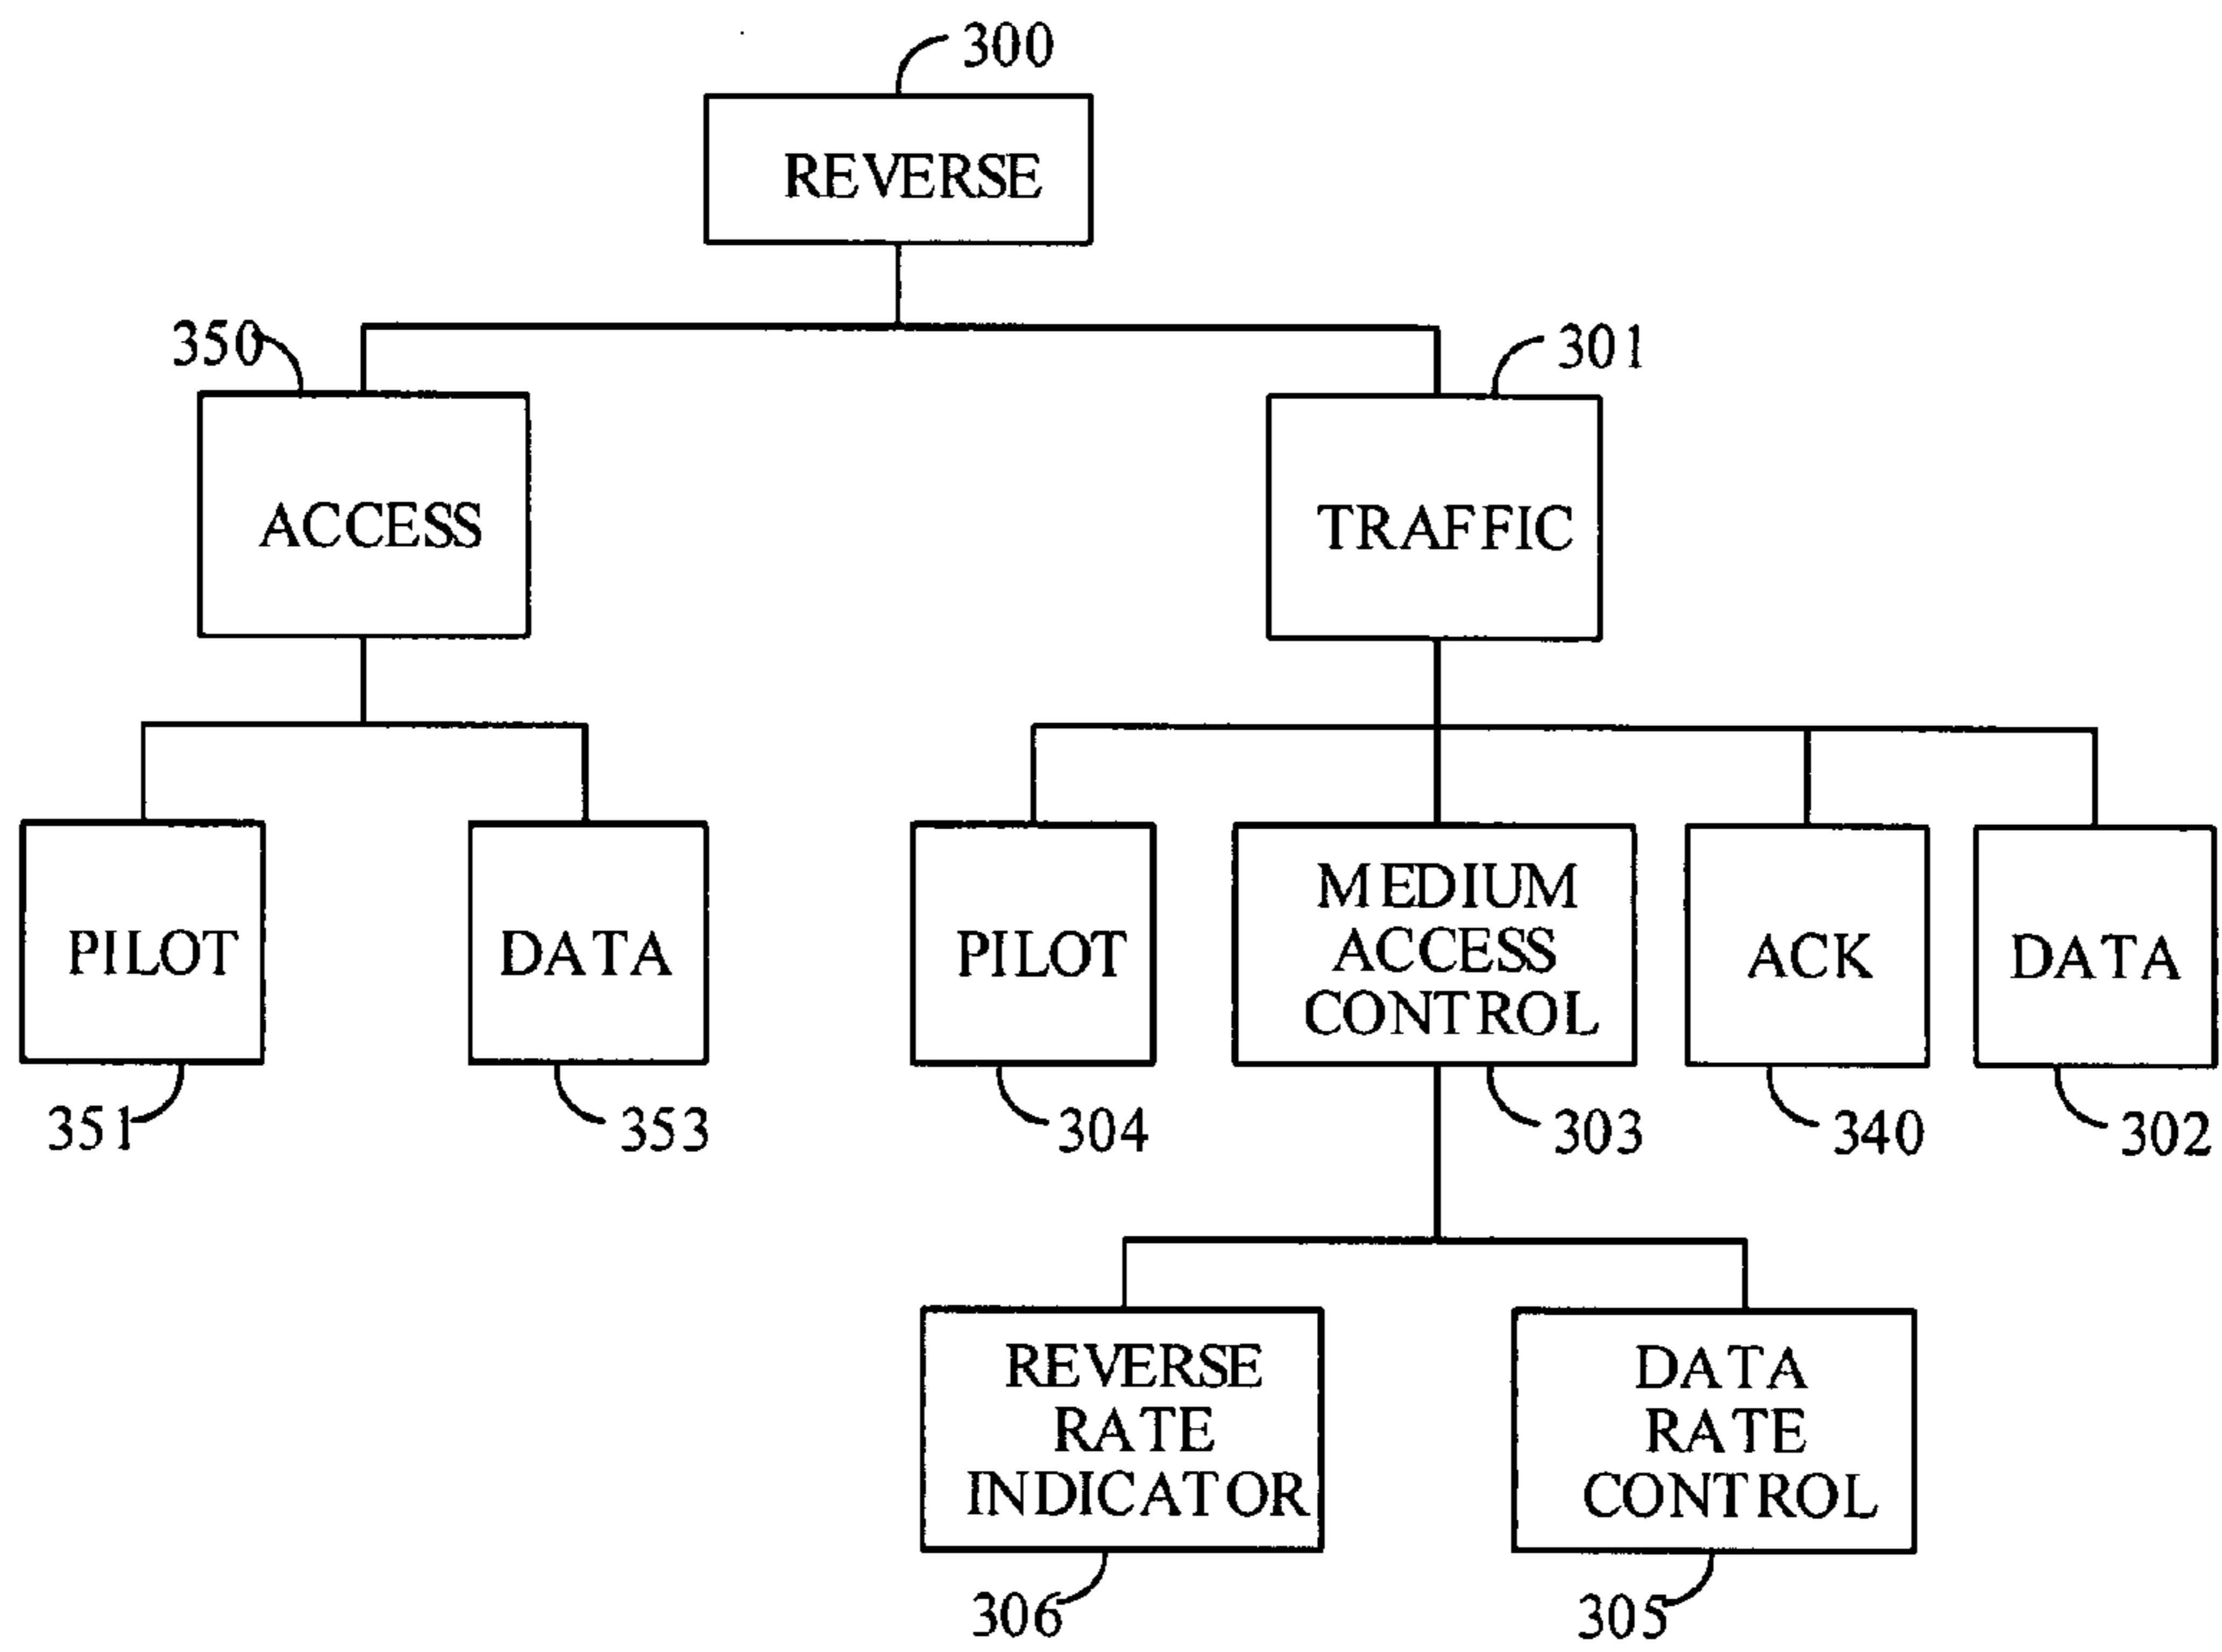 300
REVERSE
350
301
ACCESS
TRAFFIC
PILOT
DATA
PILOT
MEDIUM
ACCESS
CONTROL
ACK
DATA
351
353
304
303
340
302
REVERSE
RATE
INDICATOR
DATA
RATE
CONTROL
306
305